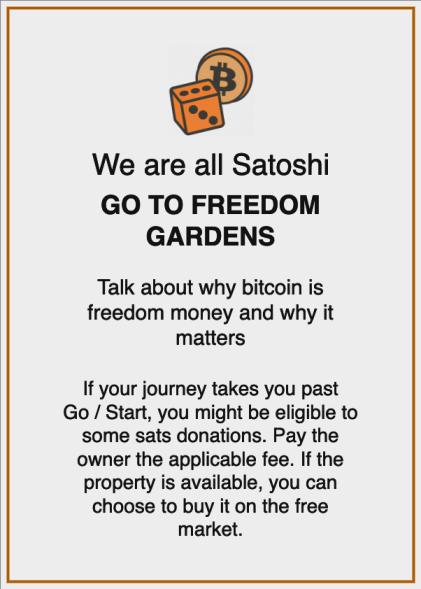 We are all Satoshi
GO TO FREEDOM
GARDENS
Talk about why bitcoin is
freedom money and why it
matters
If your journey takes you past
Go / Start, you might be eligible to
some sats donations. Pay the
owner the applicable fee. If the
property is available, you can
choose to buy it on the free
market.